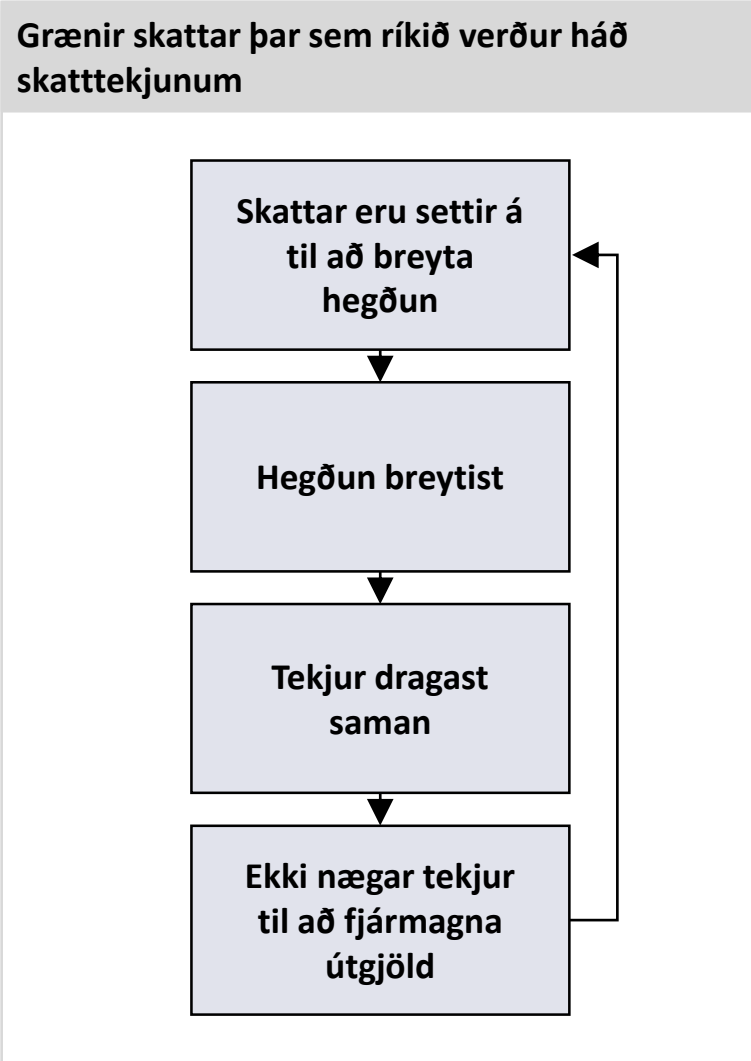 Grænir skattar þar sem ríkið verður háð
skatttekjunum
Skattar eru settir á
til að breyta
hegðun
Hegðun breytist
Tekjur dragast
saman
Ekki nægar tekjur
til að fjármagna
útgjöld